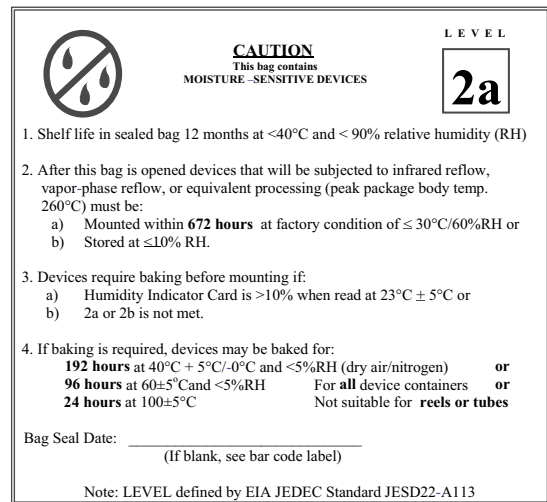 LEVEL
CAUTION
This bag contains
MOISTURE –SENSITIVE DEVICES
2a
1. Shelf life in sealed bag 12 months at <40°C and < 90% relative humidity (RH)
2. After this bag is opened devices that will be subjected to infrared reflow,
vapor-phase reflow, or equivalent processing (peak package body temp.
260°C) must be:
a) Mounted within 672 hours at factory condition of ≤ 30°C/60%RH or
b) Stored at ≤10% RH.
3. Devices require baking before mounting if:
a) Humidity Indicator Card is >10% when read at 23°C ± 5°C or
b) 2a or 2b is not met.
4. If baking is required, devices may be baked for:
192 hours at 40°C + 5°C/-0°C and <5%RH (dry air/nitrogen) or
96 hours at 60±5°Cand <5%RH For all device containers or
24 hours at 100±5°C Not suitable for reels or tubes
Bag Seal Date: ______________________________
(If blank, see bar code label)
Note: LEVEL defined by EIA JEDEC Standard JESD22-A113